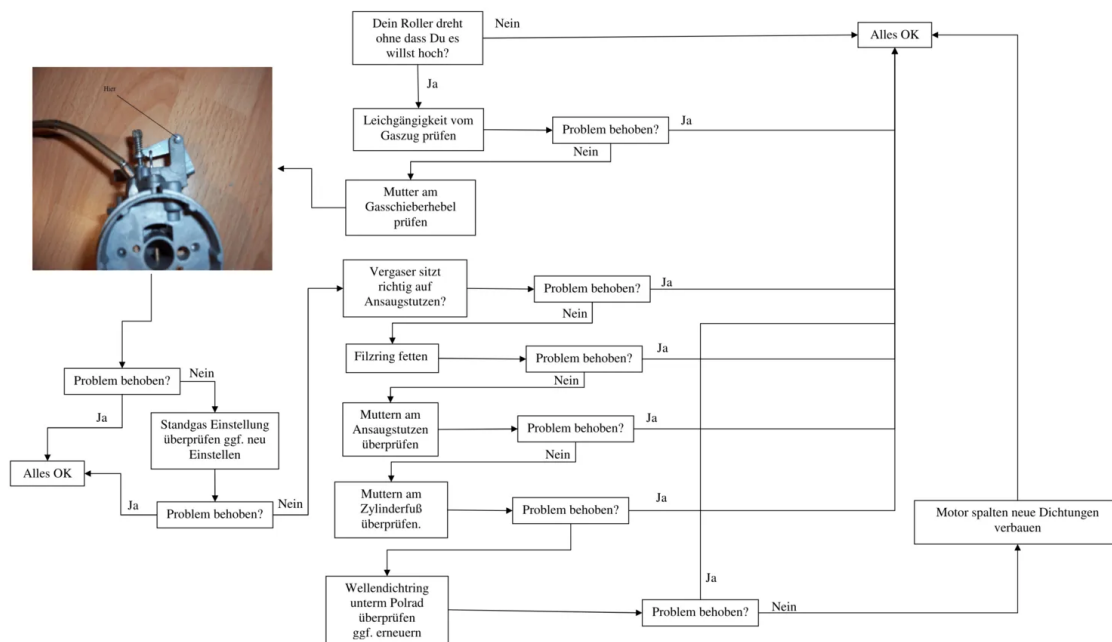 Dein Roller dreht
ohne dass Du es
willst hoch?
Nein
Alles OK
Ja
Hier
Leichgängigkeit vom
Gaszug prüfen
Problem behoben?
Ja
Nein
Mutter am
Gasschieberhebel
prüfen
Vergaser sitzt
richtig auf
Ansaugstutzen?
Problem behoben?
Ja
Nein
Filzring fetten
Problem behoben?
Ja
Nein
Problem behoben?
Nein
Ja
Standgas Einstellung
überprüfen ggf. neu
Einstellen
Alles OK
Ja
Problem behoben?
Nein
Muttern am
Ansaugstutzen
überprüfen
Problem behoben?
Ja
Nein
Muttern am
Zylinderfuß
überprüfen.
Problem behoben?
Ja
Motor spalten neue Dichtungen
verbauen
Wellendichtring
unterm Polrad
überprüfen
ggf. erneuern
Problem behoben?
Ja
Nein